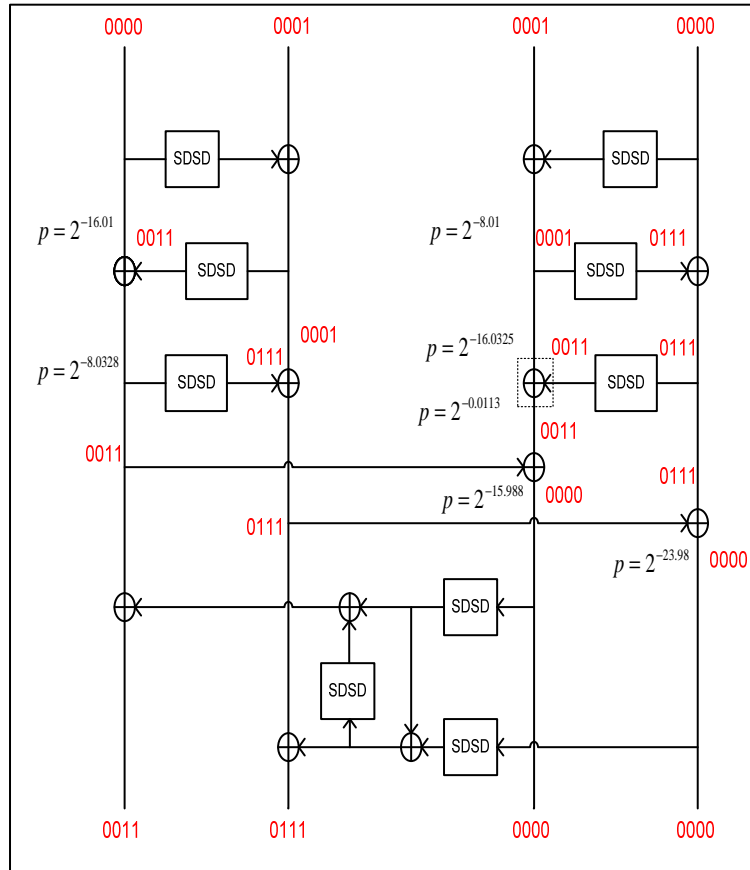 0000 0001 0001 0000
SDSD SDSD
p = 2^{-16.01} 0011 p = 2^{-8.01} 0001 0111
SDSD SDSD
0001
p = 2^{-8.0328} 0111 p = 2^{-16.0325} 0011 0111
SDSD SDSD
p = 2^{-0.0113}
0011 0011 0111
p = 2^{-15.988} 0000
0111
p = 2^{-23.98} 0000
SDSD
SDSD
SDSD
0011 0111 0000 0000